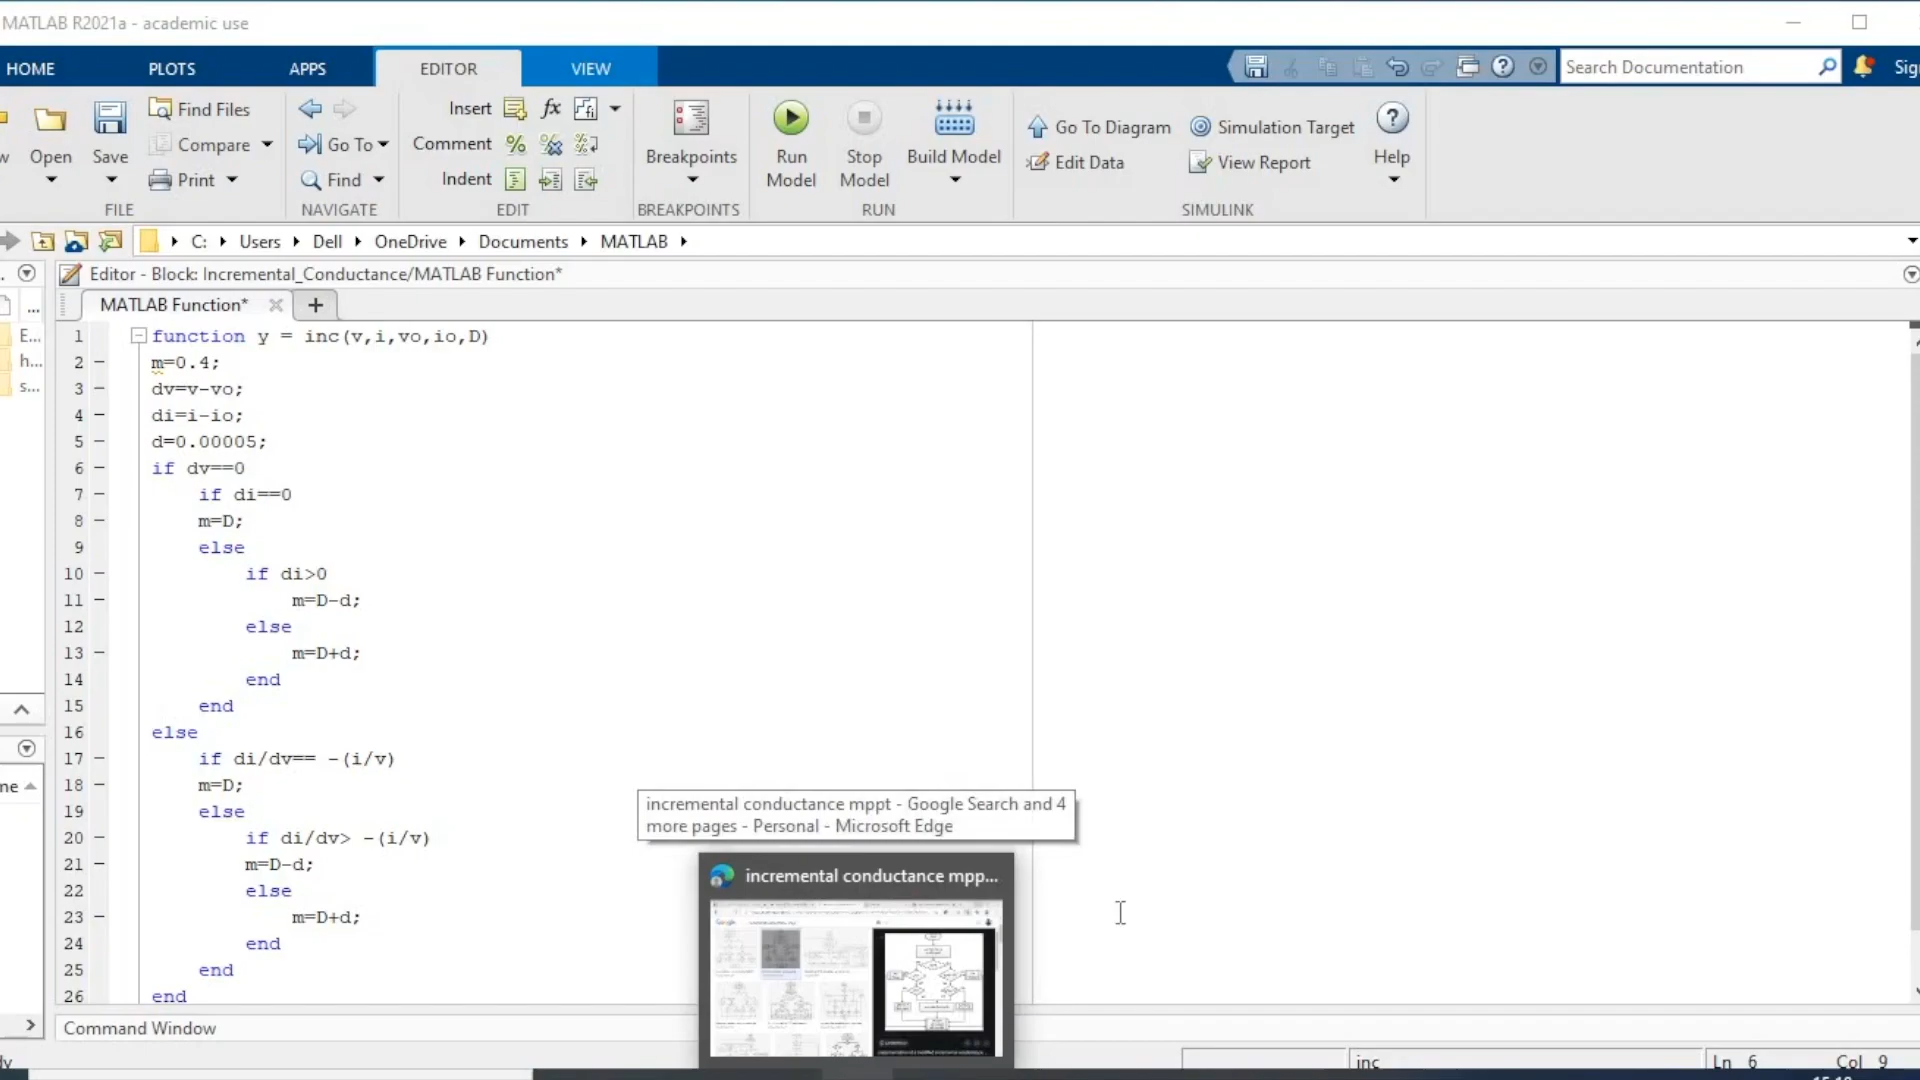 MATLAB R2021a - academic use
HOME
PLOTS
APPS
EDITOR
VIEW
Search Documentation
Open
Save
Find Files
Compare
Print
FILE
Go To
Find
NAVIGATE
Insert
Comment
Indent
EDIT
Breakpoints
BREAKPOINTS
Run Model
Stop Model
Build Model
RUN
Go To Diagram
Edit Data
Simulation Target
View Report
SIMULINK
Help
C: Users Dell OneDrive Documents MATLAB
Editor - Block: Incremental_Conductance/MATLAB Function*
MATLAB Function*
1 function y = inc(v,i,vo,io,D)
2 m=0.4;
3 dv=v-vo;
4 di=i-io;
5 d=0.00005;
6 if dv==0
7 if di==0
8 m=D;
9 else
10 if di>0
11 m=D-d;
12 else
13 m=D+d;
14 end
15 end
16 else
17 if di/dv== -(i/v)
18 m=D;
19 else
20 if di/dv> -(i/v)
21 m=D-d;
22 else
23 m=D+d;
24 end
25 end
26 end
incremental conductance mppt - Google Search and 4
more pages - Personal - Microsoft Edge
incremental conductance mpp...
Command Window
inc
Ln 6 Col 9